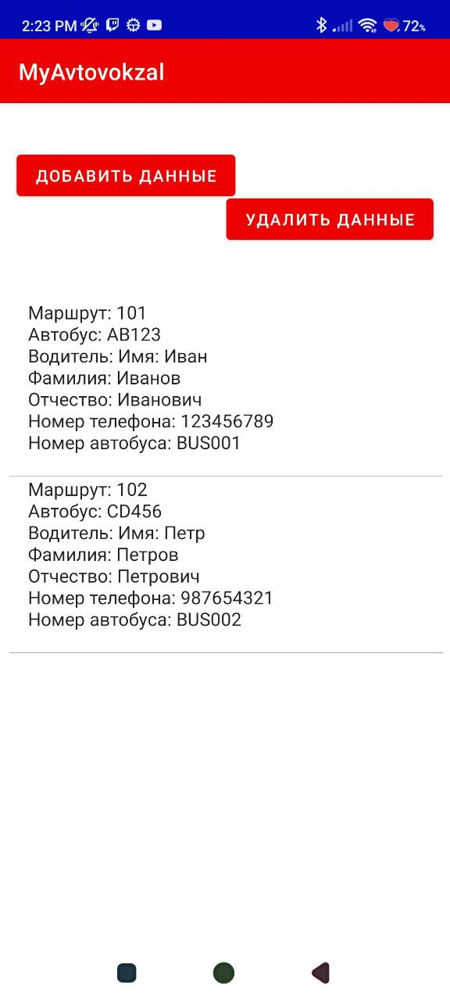 2:23 PM 72%
MyAvtovokzal
ДОБАВИТЬ ДАННЫЕ
УДАЛИТЬ ДАННЫЕ
Маршрут: 101
Автобус: AB123
Водитель: Имя: Иван
Фамилия: Иванов
Отчество: Иванович
Номер телефона: 123456789
Номер автобуса: BUS001
Маршрут: 102
Автобус: CD456
Водитель: Имя: Петр
Фамилия: Петров
Отчество: Петрович
Номер телефона: 987654321
Номер автобуса: BUS002